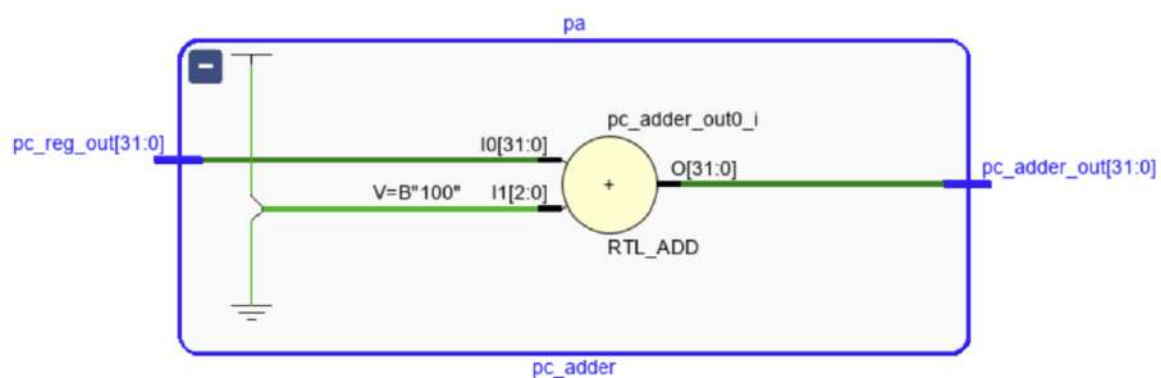 pa
−
pc_reg_out[31:0]
I0[31:0]
pc_adder_out0_i
O[31:0]
pc_adder_out[31:0]
V=B"100"
I1[2:0]
+
RTL_ADD
pc_adder